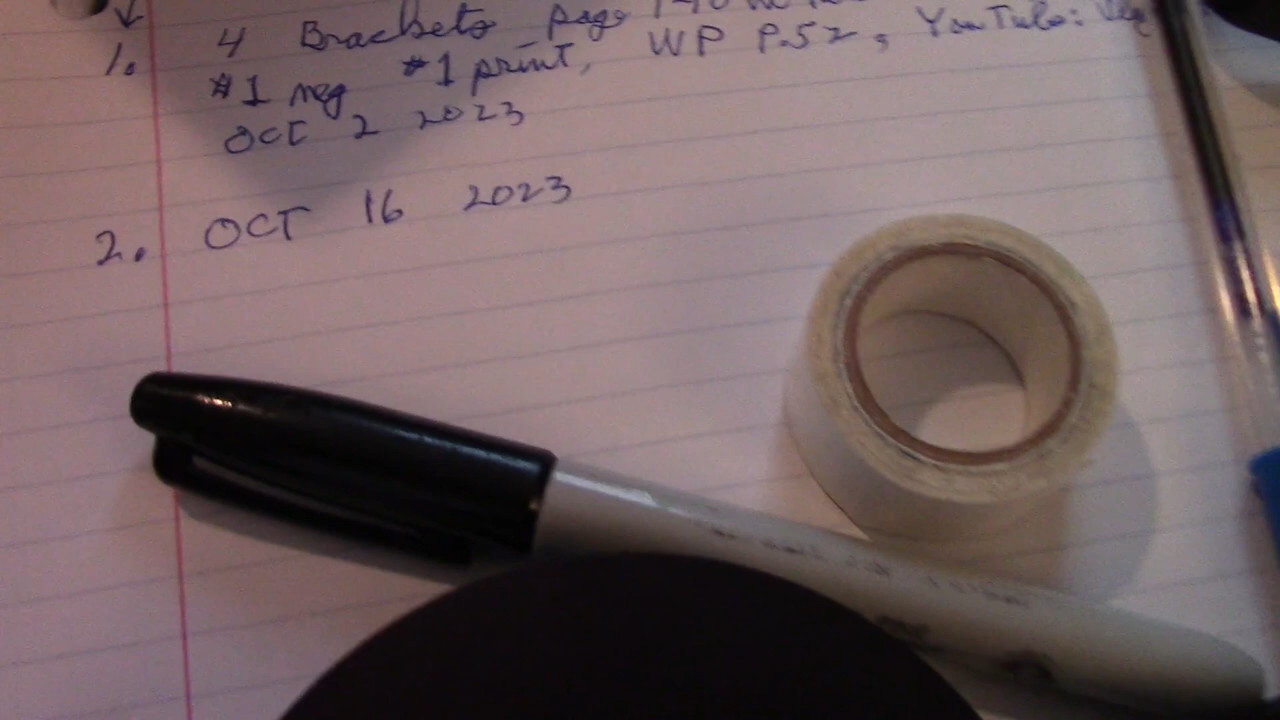 1. 4 Brackets page
#1 neg #1 print, WP P.52, YouTube:
OCT 2 2023
2. OCT 16 2023